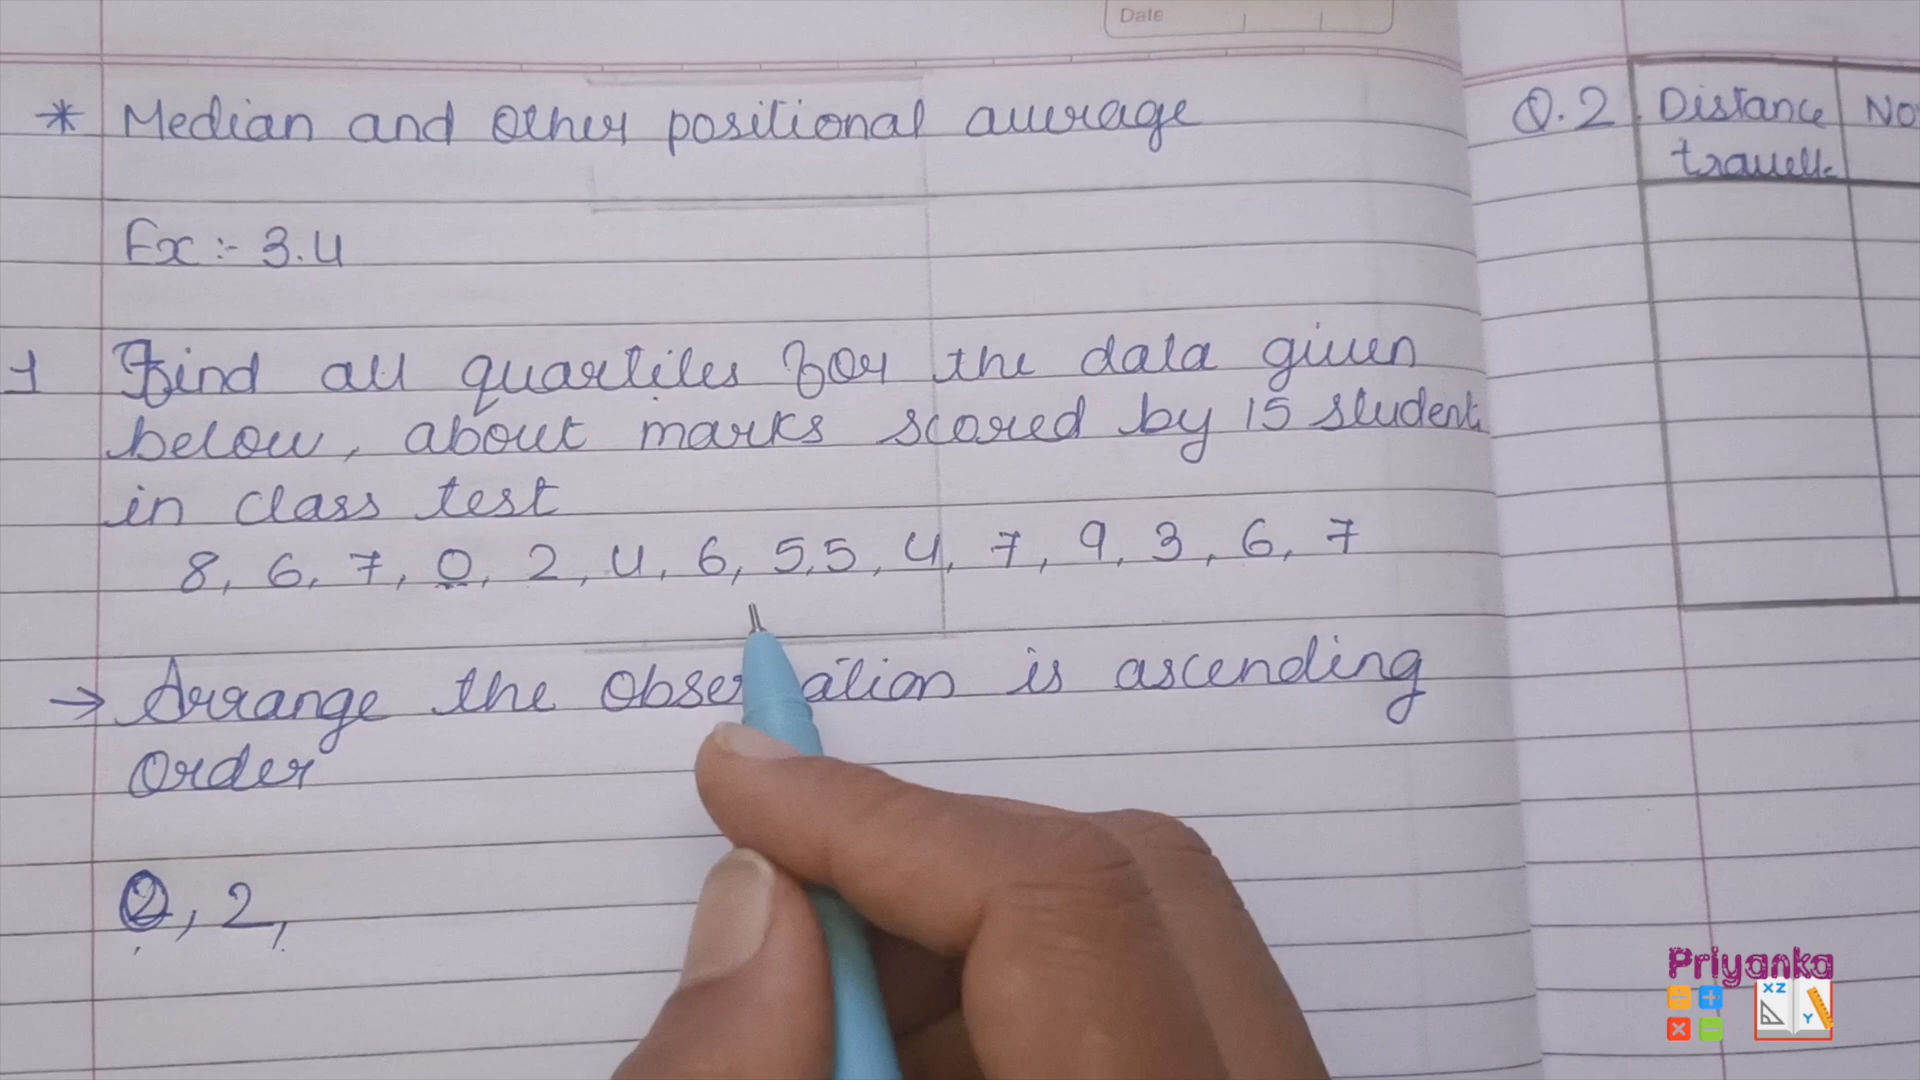 Date
* Median and other positional average
Ex :- 3.4
1 Find all quartiles for the data given
below, about marks scored by 15 student
in class test
8, 6, 7, 0, 2, 4, 6, 5, 5, 4, 7, 9, 3, 6, 7
→ Arrange the observation is ascending
order
0, 2,
Q.2. Distance No
travell.
Priyanka
XZ
Y